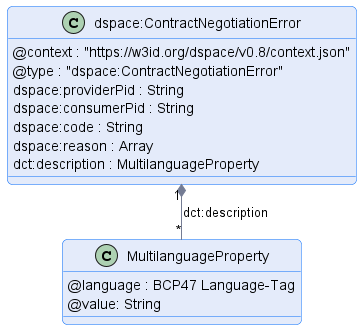 C dspace:ContractNegotiationError
@context : "https://w3id.org/dspace/v0.8/context.json"
@type : "dspace:ContractNegotiationError"
dspace:providerPid : String
dspace:consumerPid : String
dspace:code : String
dspace:reason : Array
dct:description : MultilanguageProperty
1
dct:description
*
C MultilanguageProperty
@language : BCP47 Language-Tag
@value: String